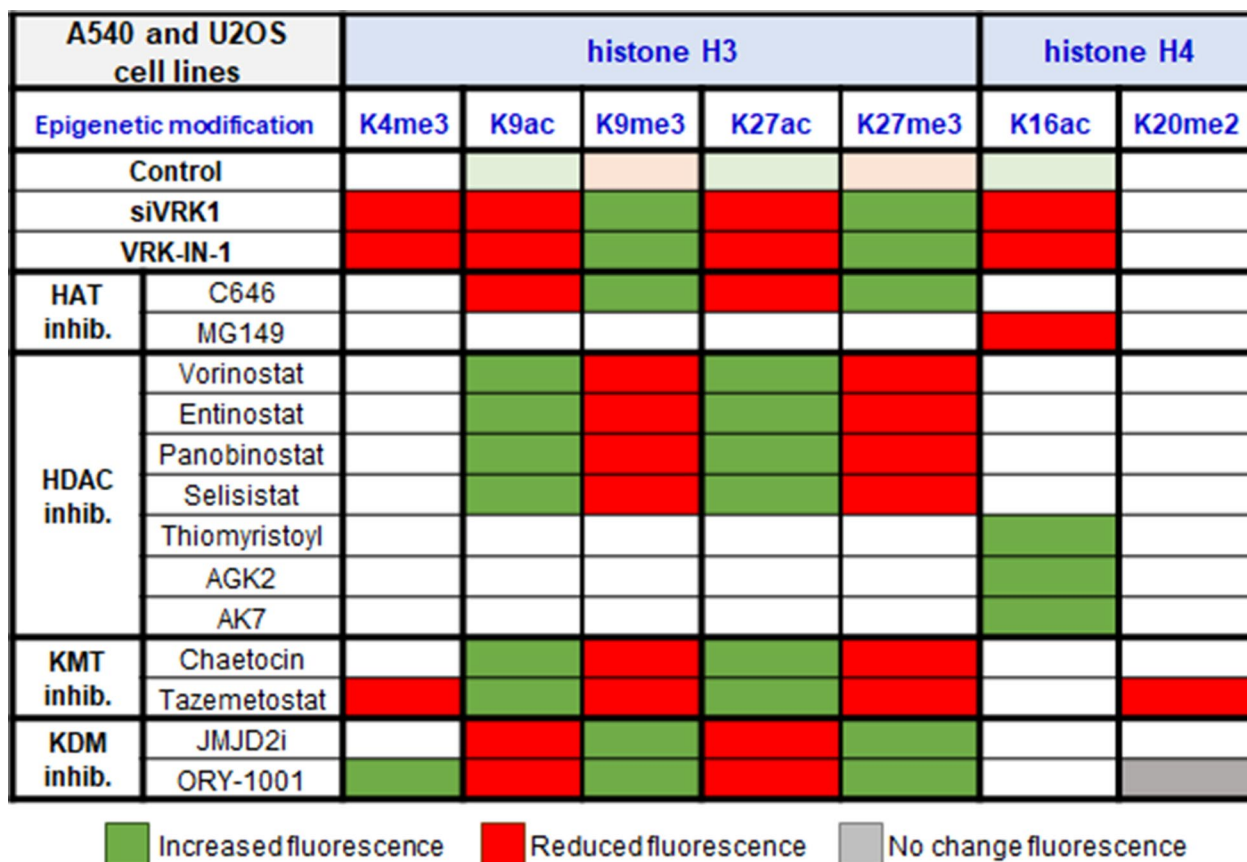 A540 and U2OS cell lines histone H3 histone H4
Epigenetic modification K4me3 K9ac K9me3 K27ac K27me3 K16ac K20me2
Control
siVRK1
VRK-IN-1
HAT inhib.
C646
MG149
HDAC inhib.
Vorinostat
Entinostat
Panobinostat
Selisistat
Thiomyristoyl
AGK2
AK7
KMT inhib.
Chaetocin
Tazemetostat
KDM inhib.
JMJD2i
ORY-1001
Increased fluorescence Reduced fluorescence No change fluorescence